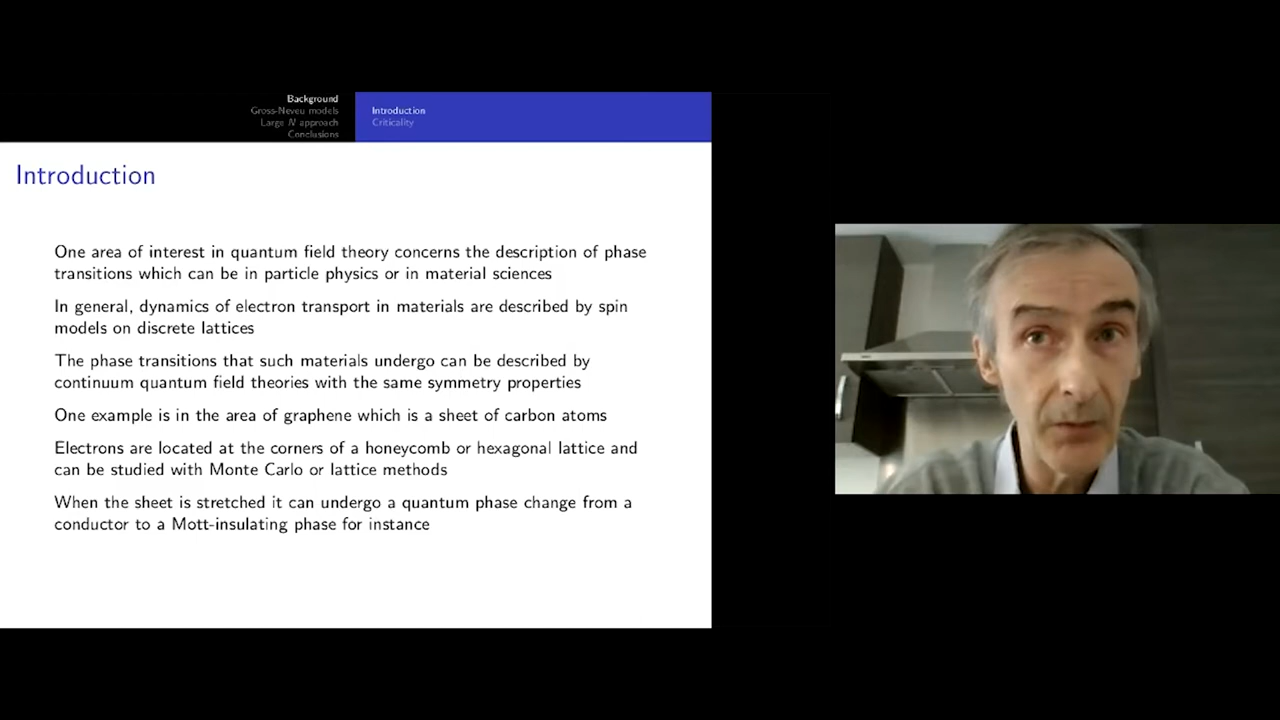 Background
Gross-Neveu models
Large N approach
Conclusions
Introduction
Criticality
Introduction
One area of interest in quantum field theory concerns the description of phase
transitions which can be in particle physics or in material sciences
In general, dynamics of electron transport in materials are described by spin
models on discrete lattices
The phase transitions that such materials undergo can be described by
continuum quantum field theories with the same symmetry properties
One example is in the area of graphene which is a sheet of carbon atoms
Electrons are located at the corners of a honeycomb or hexagonal lattice and
can be studied with Monte Carlo or lattice methods
When the sheet is stretched it can undergo a quantum phase change from a
conductor to a Mott-insulating phase for instance